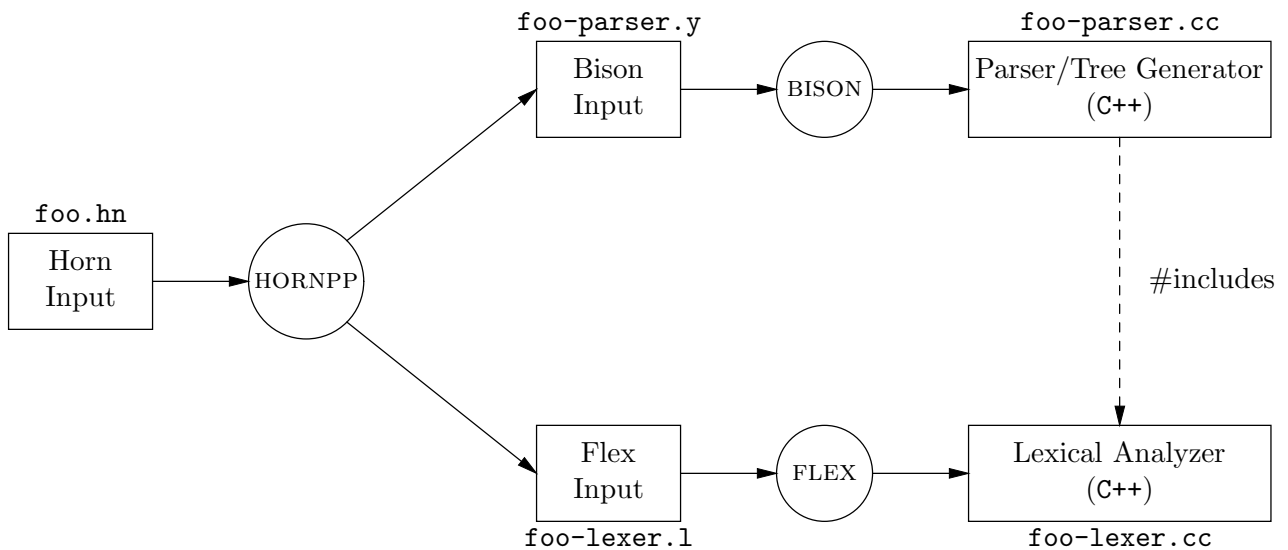 foo-parser.y
foo-parser.cc
Bison
Input
BISON
Parser/Tree Generator
(C++)
foo.hn
Horn
Input
HORNPP
#includes
Flex
Input
FLEX
Lexical Analyzer
(C++)
foo-lexer.l
foo-lexer.cc